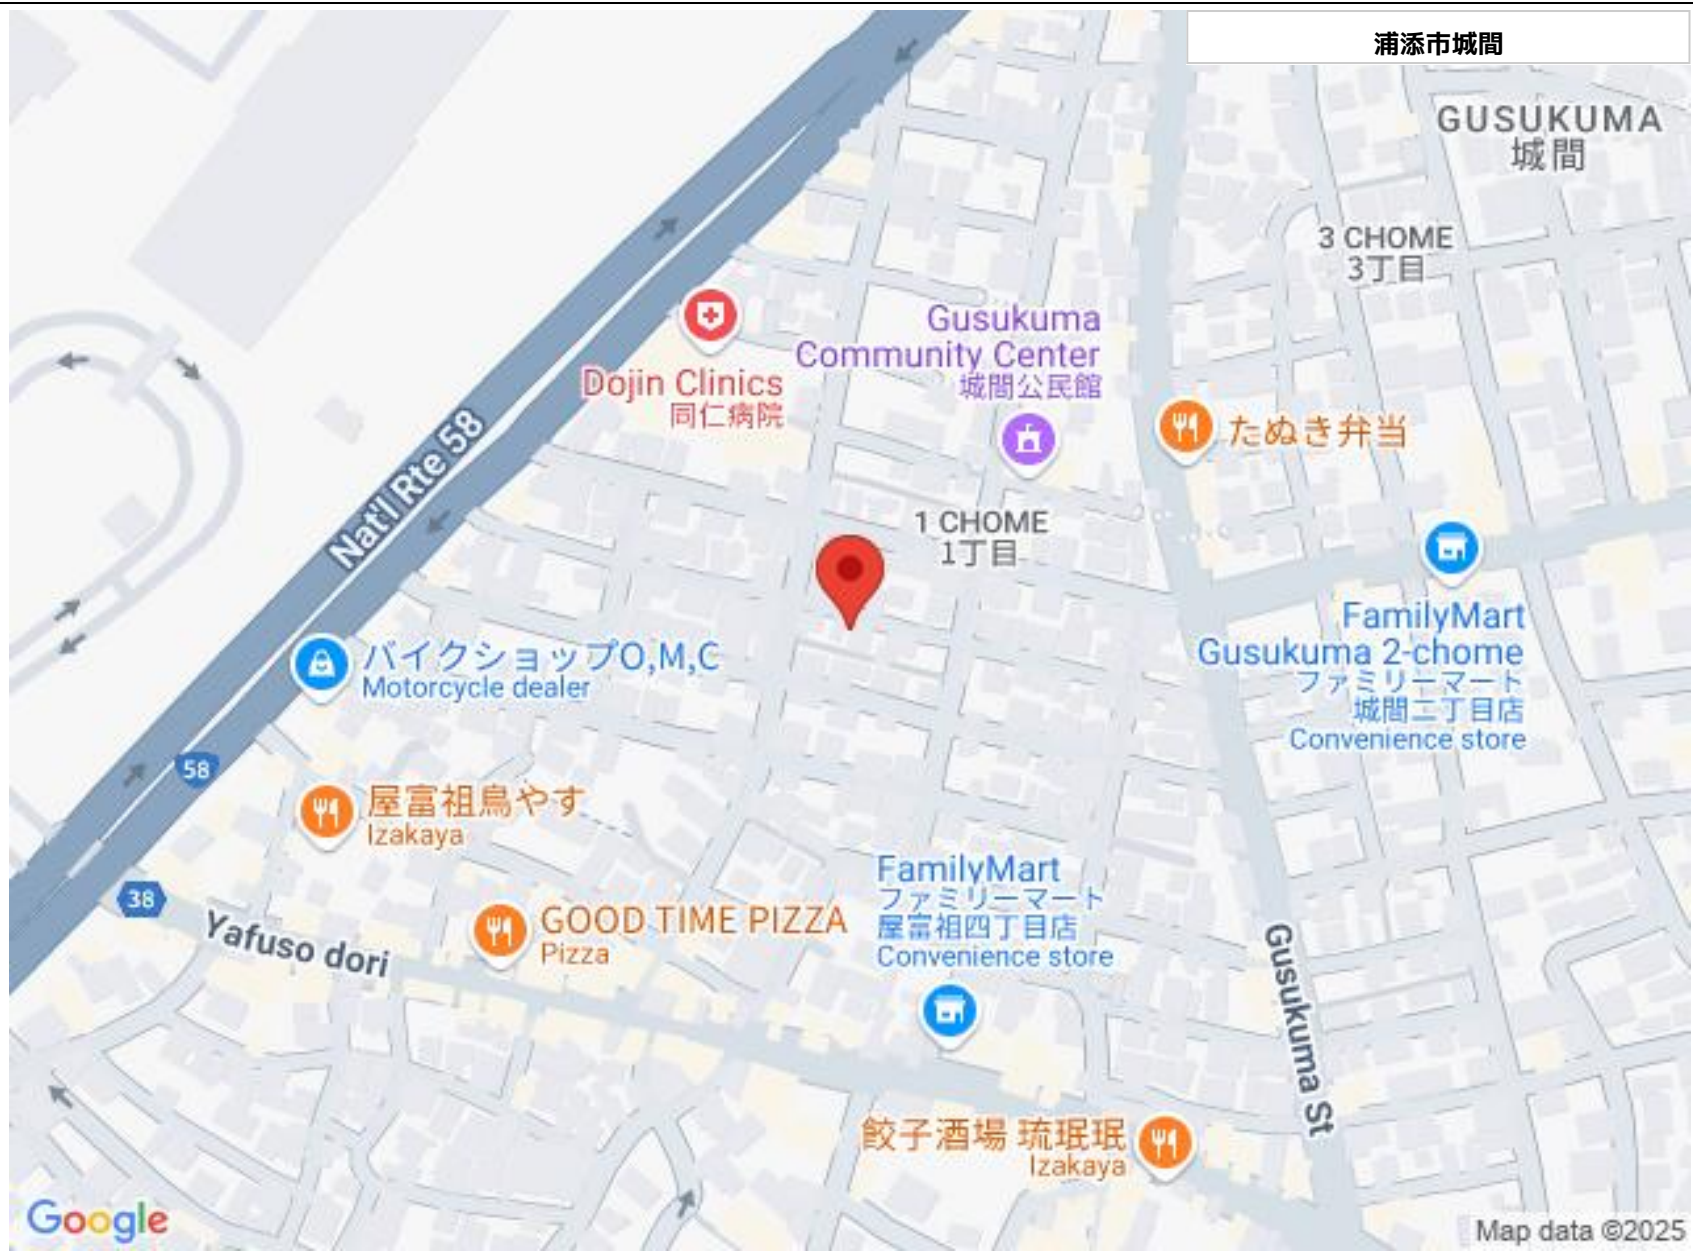 浦添市城間
GUSUKUMA
城間
3 CHOME
3丁目
Gusukuma
Community Center
城間公民館
Dojin Clinics
同仁病院
たぬき弁当
Nat'l Rte 58
1 CHOME
1丁目
FamilyMart
Gusukuma 2-chome
ファミリーマート
城間二丁目店
Convenience store
バイクショップO,M,C
Motorcycle dealer
58
屋富祖鳥やす
Izakaya
38
Yafuso dori
GOOD TIME PIZZA
Pizza
FamilyMart
ファミリーマート
屋富祖四丁目店
Convenience store
Gusukuma St
餃子酒場 琉珉珉
Izakaya
Google
Map data ©2025